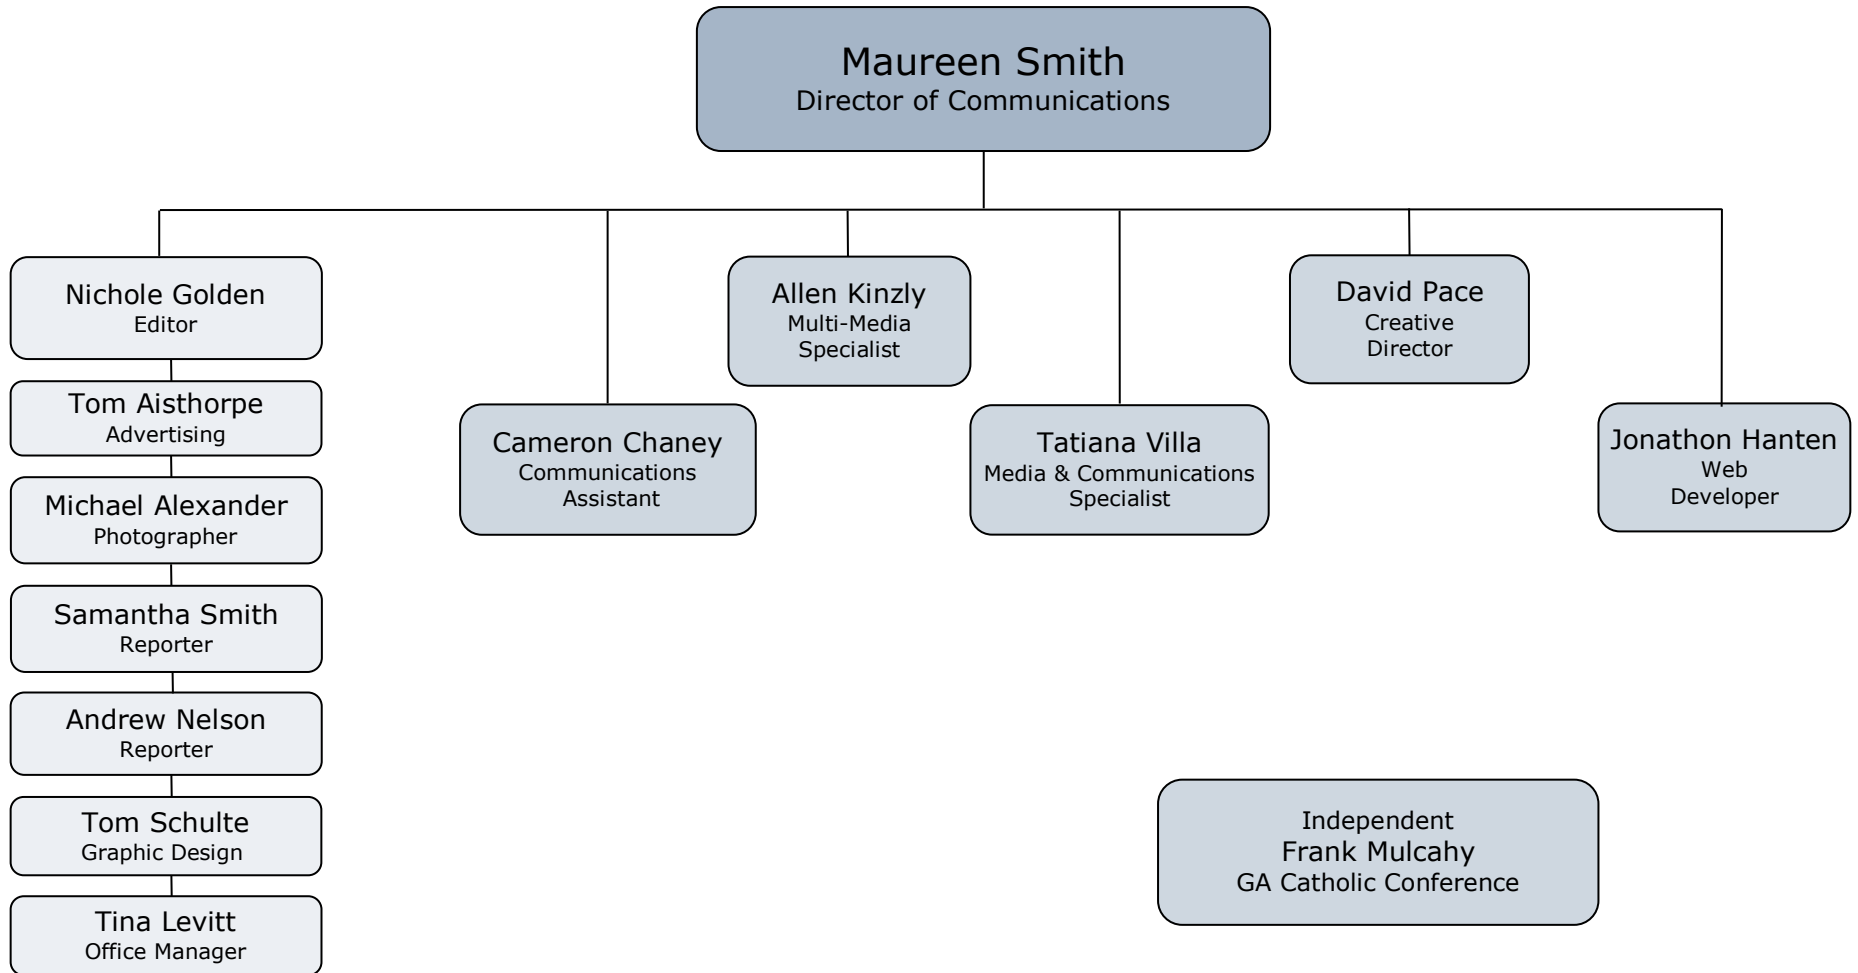 Maureen Smith
Director of Communications
Nichole Golden
Editor
Tom Aisthorpe
Advertising
Michael Alexander
Photographer
Samantha Smith
Reporter
Andrew Nelson
Reporter
Tom Schulte
Graphic Design
Tina Levitt
Office Manager
Cameron Chaney
Communications
Assistant
Allen Kinzly
Multi-Media
Specialist
Tatiana Villa
Media & Communications
Specialist
David Pace
Creative
Director
Jonathon Hanten
Web
Developer
Independent
Frank Mulcahy
GA Catholic Conference